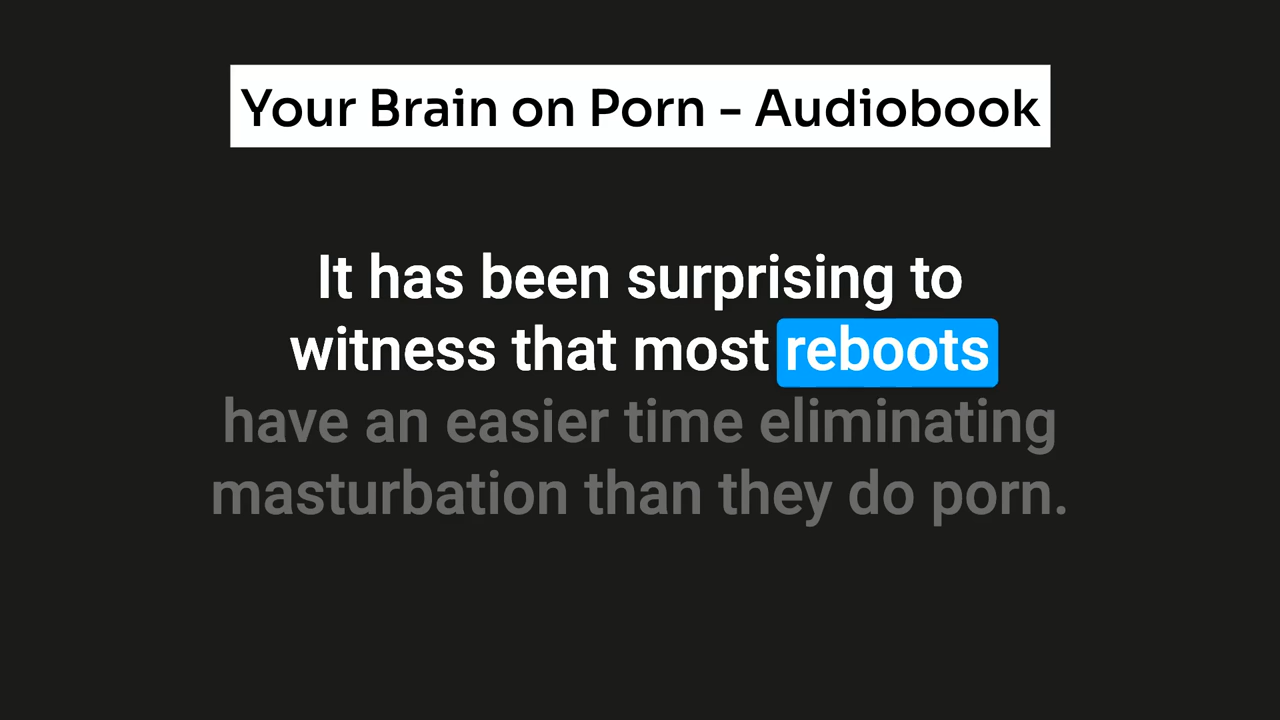 Your Brain on Porn - Audiobook
It has been surprising to
witness that most reboots
have an easier time eliminating
masturbation than they do porn.